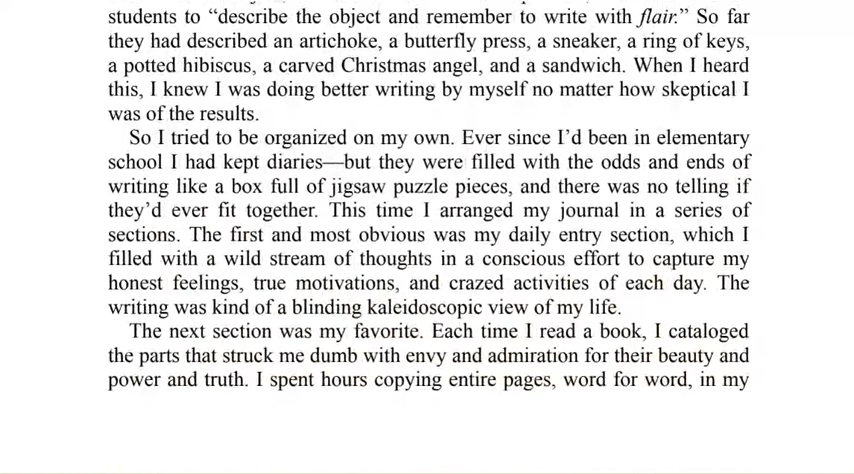 students to “describe the object and remember to write with flair.” So far
they had described an artichoke, a butterfly press, a sneaker, a ring of keys,
a potted hibiscus, a carved Christmas angel, and a sandwich. When I heard
this, I knew I was doing better writing by myself no matter how skeptical I
was of the results.
So I tried to be organized on my own. Ever since I’d been in elementary
school I had kept diaries—but they were filled with the odds and ends of
writing like a box full of jigsaw puzzle pieces, and there was no telling if
they’d ever fit together. This time I arranged my journal in a series of
sections. The first and most obvious was my daily entry section, which I
filled with a wild stream of thoughts in a conscious effort to capture my
honest feelings, true motivations, and crazed activities of each day. The
writing was kind of a blinding kaleidoscopic view of my life.
The next section was my favorite. Each time I read a book, I cataloged
the parts that struck me dumb with envy and admiration for their beauty and
power and truth. I spent hours copying entire pages, word for word, in my